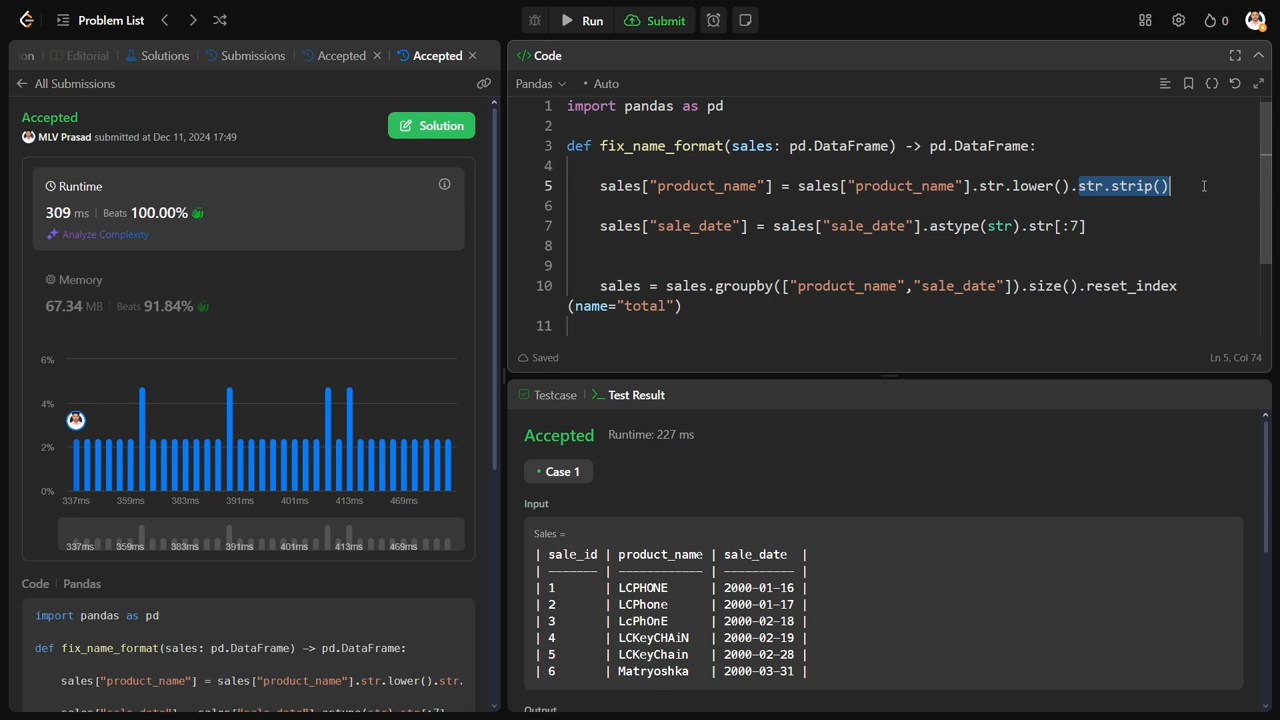 Problem List
Run
Submit
0
ion
Editorial
Solutions
Submissions
Accepted
Accepted
All Submissions
Accepted
MLV Prasad submitted at Dec 11, 2024 17:49
Solution
Runtime
309 ms | Beats 100.00%
Analyze Complexity
Memory
67.34 MB | Beats 91.84%
6%
4%
2%
0%
337ms 359ms 383ms 391ms 401ms 413ms 469ms
337ms 359ms 383ms 391ms 401ms 413ms 469ms
Code | Pandas
import pandas as pd
def fix_name_format(sales: pd.DataFrame) -> pd.DataFrame:
sales["product_name"] = sales["product_name"].str.lower().str.
</> Code
Pandas • Auto
1 import pandas as pd
2
3 def fix_name_format(sales: pd.DataFrame) -> pd.DataFrame:
4
5 sales["product_name"] = sales["product_name"].str.lower().str.strip()
6
7 sales["sale_date"] = sales["sale_date"].astype(str).str[:7]
8
9
10 sales = sales.groupby(["product_name","sale_date"]).size().reset_index
(name="total")
11
Saved
Ln 5, Col 74
Testcase | >_ Test Result
Accepted Runtime: 227 ms
• Case 1
Input
Sales =
| sale_id | product_name | sale_date |
| ------- | ------------ | ---------- |
| 1 | LCPHONE | 2000-01-16 |
| 2 | LCPhone | 2000-01-17 |
| 3 | LcPhOnE | 2000-02-18 |
| 4 | LCKeyCHAiN | 2000-02-19 |
| 5 | LCKeyChain | 2000-02-28 |
| 6 | Matryoshka | 2000-03-31 |
Output